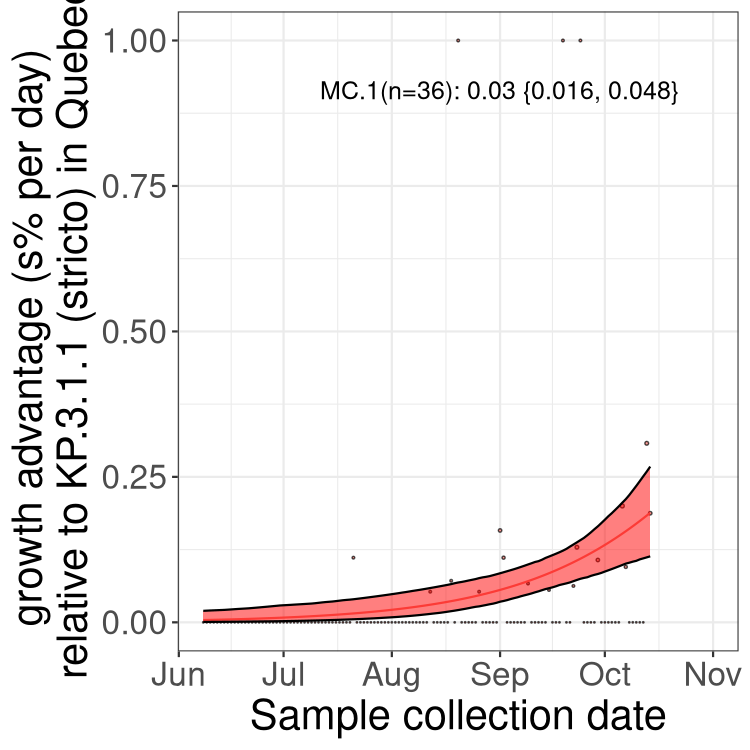 growth advantage (s% per day)
relative to KP.3.1.1 (stricto) in Quebec
1.00
0.75
0.50
0.25
0.00
MC.1(n=36): 0.03 {0.016, 0.048}
Jun Jul Aug Sep Oct Nov
Sample collection date